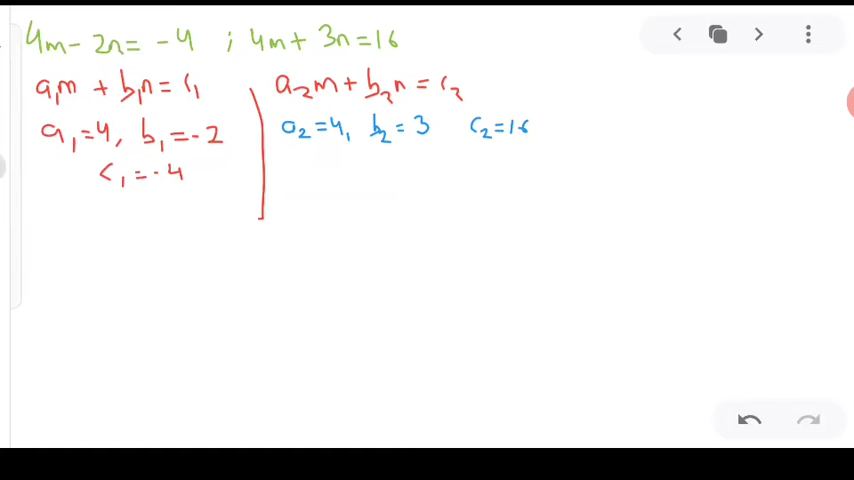 4m - 2n = -4 ; 4m + 3n = 16
a₁m + b₁n = c₁
a₁ = 4, b₁ = -2
c₁ = -4
a₂m + b₂n = c₂
a₂ = 4, b₂ = 3 c₂ = 16